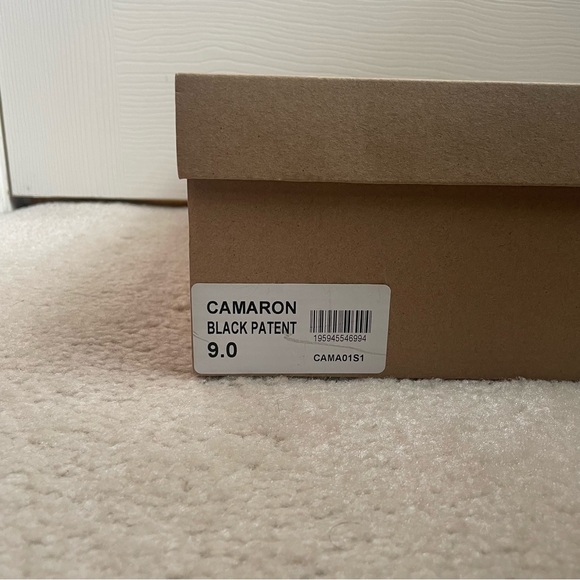 CAMARON
BLACK PATENT
9.0
195945546994
CAMA01S1